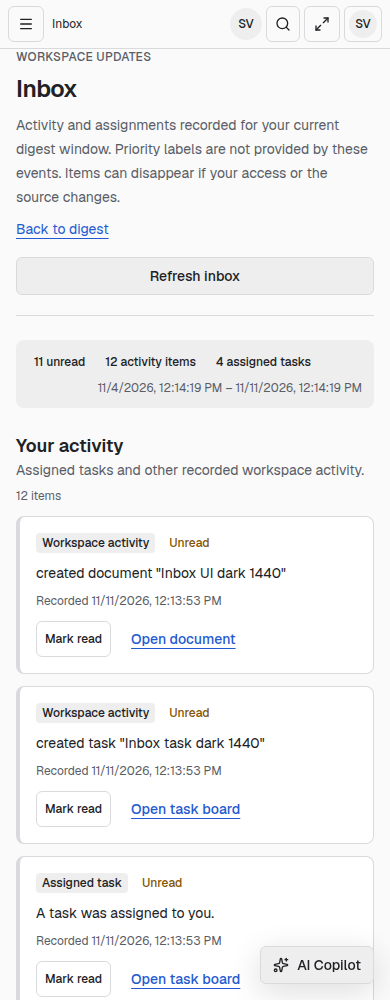 Inbox
SV
SV
WORKSPACE UPDATES
Inbox
Activity and assignments recorded for your current
digest window. Priority labels are not provided by these
events. Items can disappear if your access or the
source changes.
Back to digest
Refresh inbox
11 unread 12 activity items 4 assigned tasks
11/4/2026, 12:14:19 PM – 11/11/2026, 12:14:19 PM
Your activity
Assigned tasks and other recorded workspace activity.
12 items
Workspace activity Unread
created document "Inbox UI dark 1440"
Recorded 11/11/2026, 12:13:53 PM
Mark read Open document
Workspace activity Unread
created task "Inbox task dark 1440"
Recorded 11/11/2026, 12:13:53 PM
Mark read Open task board
Assigned task Unread
A task was assigned to you.
Recorded 11/11/2026, 12:13:53 PM
Mark read Open task board
AI Copilot